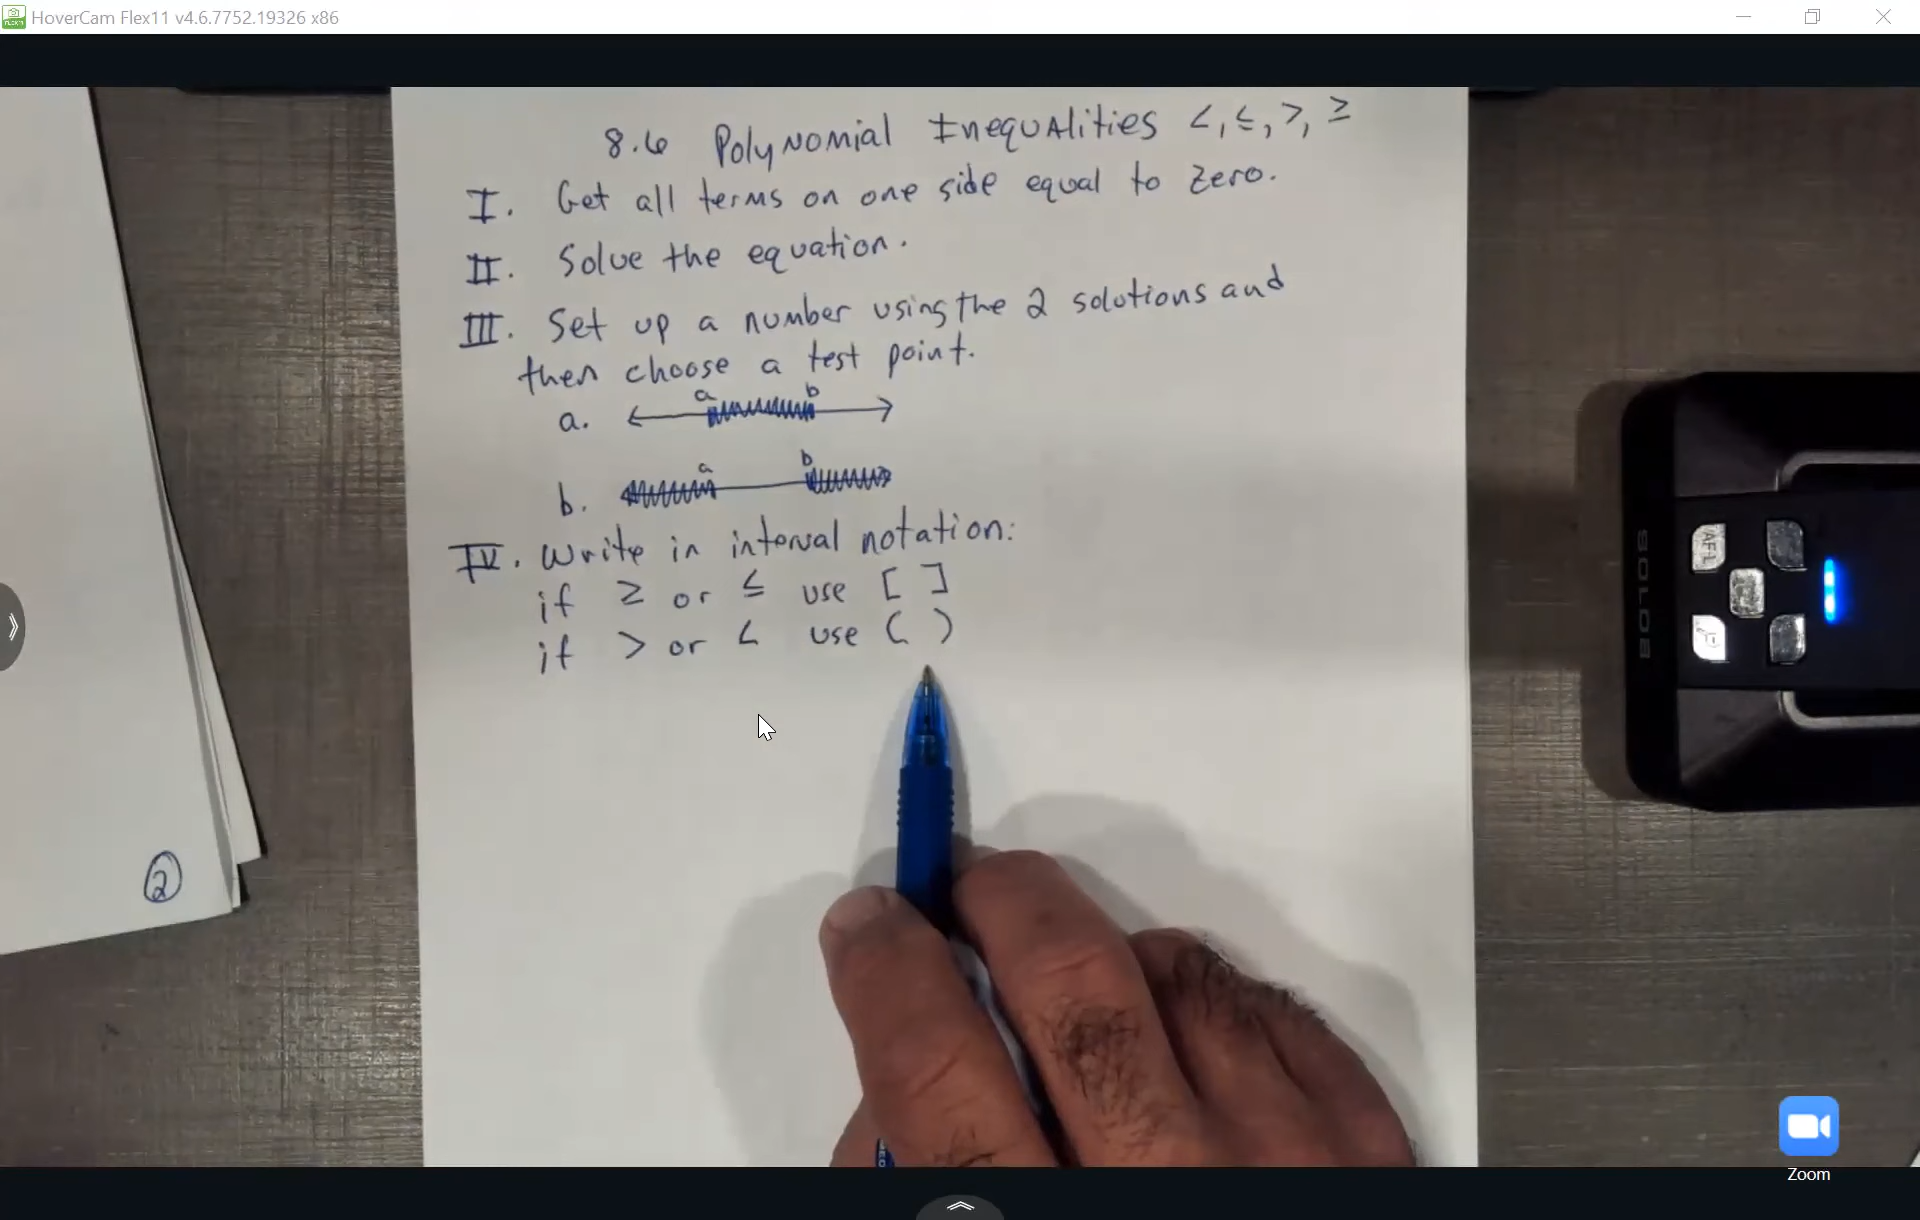 HoverCam Flex11 v4.6.7752.19326 x86
8.6 Polynomial Inequalities <, ≤, >, ≥
I. Get all terms on one side equal to zero.
II. Solve the equation.
III. Set up a number using the 2 solutions and
then choose a test point.
a b
a.
a b
b.
IV. Write in interval notation:
if ≥ or ≤ use [ ]
if > or < use ( )
2
SOLO8
AF-L
Zoom